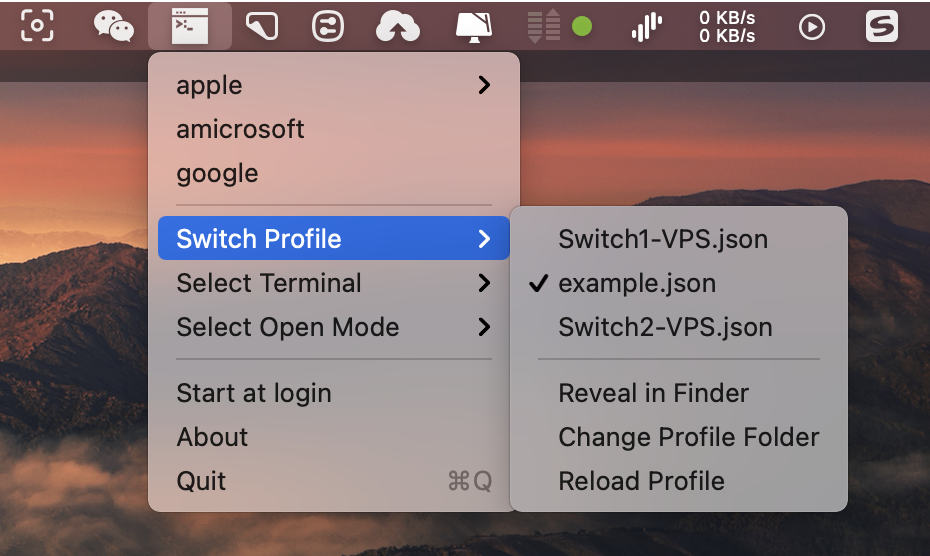 0 KB/s
0 KB/s
apple
amicrosoft
google
Switch Profile
Select Terminal
Select Open Mode
Start at login
About
Quit ⌘Q
Switch1-VPS.json
✓ example.json
Switch2-VPS.json
Reveal in Finder
Change Profile Folder
Reload Profile